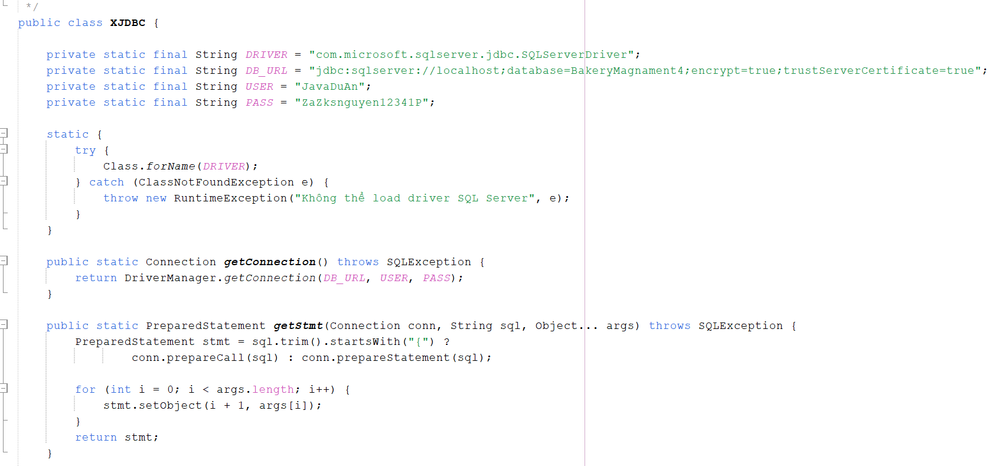 */
public class XJDBC {
private static final String DRIVER = "com.microsoft.sqlserver.jdbc.SQLServerDriver";
private static final String DB_URL = "jdbc:sqlserver://localhost;database=BakeryMagnament4;encrypt=true;trustServerCertificate=true";
private static final String USER = "JavaDuAn";
private static final String PASS = "ZaZksnguyen12341P";
static {
try {
Class.forName(DRIVER);
} catch (ClassNotFoundException e) {
throw new RuntimeException("Không thể load driver SQL Server", e);
}
}
public static Connection getConnection() throws SQLException {
return DriverManager.getConnection(DB_URL, USER, PASS);
}
public static PreparedStatement getStmt(Connection conn, String sql, Object... args) throws SQLException {
PreparedStatement stmt = sql.trim().startsWith("{") ?
conn.prepareCall(sql) : conn.prepareStatement(sql);
for (int i = 0; i < args.length; i++) {
stmt.setObject(i + 1, args[i]);
}
return stmt;
}